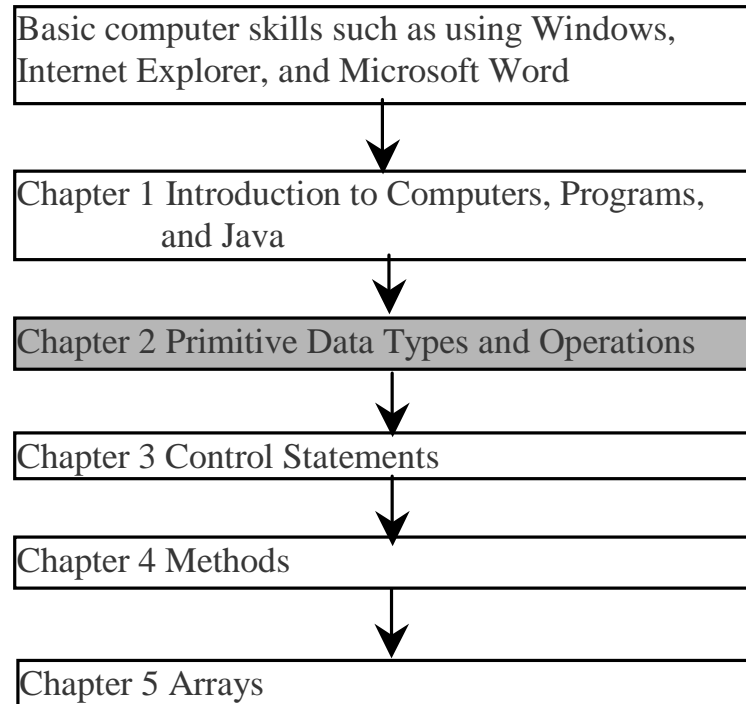 Basic computer skills such as using Windows,
Internet Explorer, and Microsoft Word
Chapter 1 Introduction to Computers, Programs,
and Java
Chapter 2 Primitive Data Types and Operations
Chapter 3 Control Statements
Chapter 4 Methods
Chapter 5 Arrays